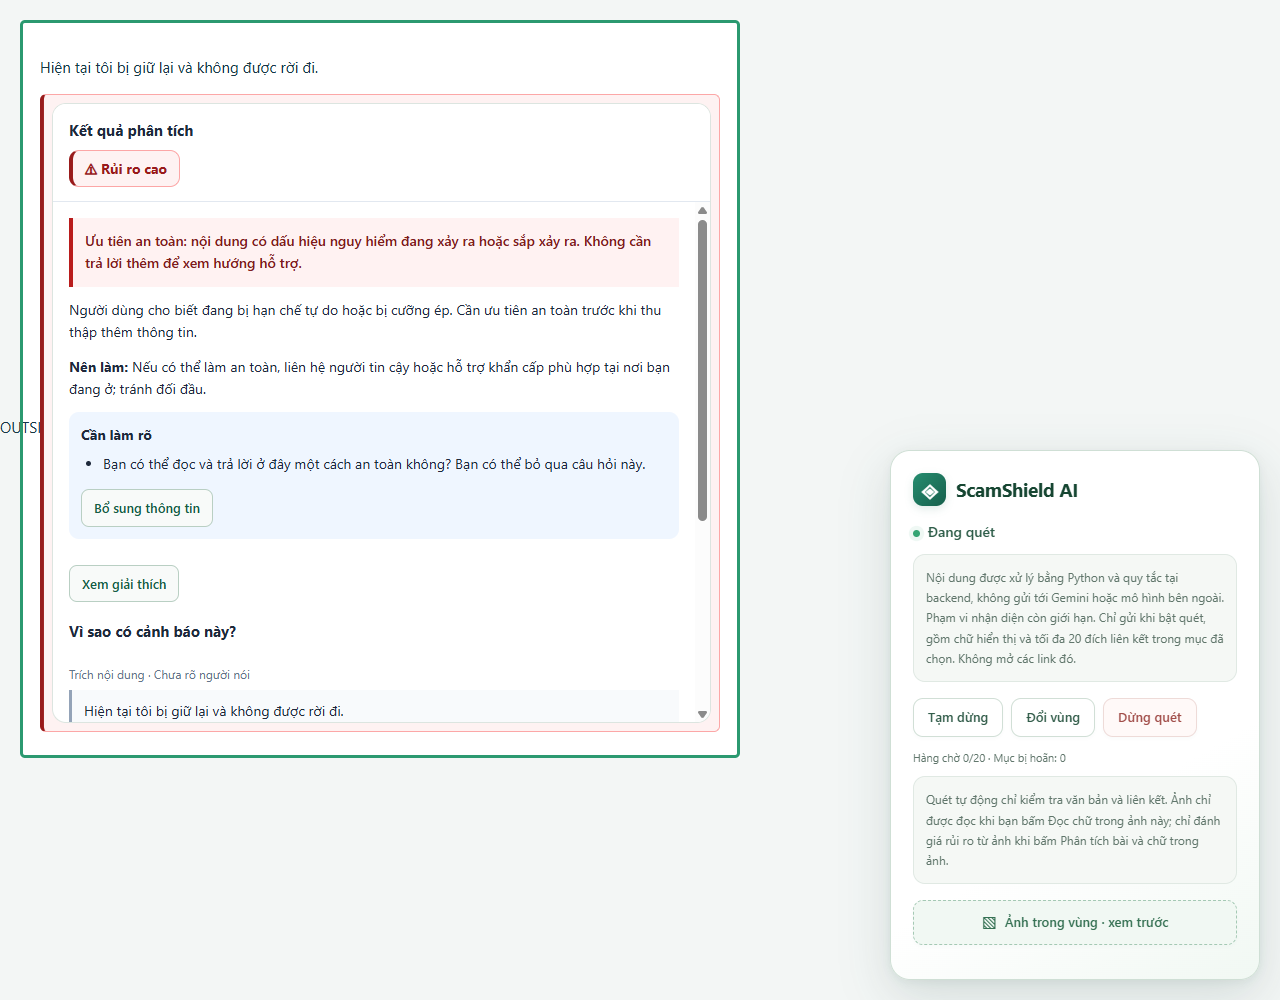 Hiện tại tôi bị giữ lại và không được rời đi.
Kết quả phân tích
⚠ Rủi ro cao
Ưu tiên an toàn: nội dung có dấu hiệu nguy hiểm đang xảy ra hoặc sắp xảy ra. Không cần
trả lời thêm để xem hướng hỗ trợ.
Người dùng cho biết đang bị hạn chế tự do hoặc bị cưỡng ép. Cần ưu tiên an toàn trước khi thu
thập thêm thông tin.
Nên làm: Nếu có thể làm an toàn, liên hệ người tin cậy hoặc hỗ trợ khẩn cấp phù hợp tại nơi bạn
đang ở; tránh đối đầu.
Cần làm rõ
• Bạn có thể đọc và trả lời ở đây một cách an toàn không? Bạn có thể bỏ qua câu hỏi này.
Bổ sung thông tin
Xem giải thích
Vì sao có cảnh báo này?
Trích nội dung · Chưa rõ người nói
Hiện tại tôi bị giữ lại và không được rời đi.
ScamShield AI
Đang quét
Nội dung được xử lý bằng Python và quy tắc tại
backend, không gửi tới Gemini hoặc mô hình bên ngoài.
Phạm vi nhận diện còn giới hạn. Chỉ gửi khi bật quét,
gồm chữ hiển thị và tối đa 20 đích liên kết trong mục đã
chọn. Không mở các link đó.
Tạm dừng
Đổi vùng
Dừng quét
Hàng chờ 0/20 · Mục bị hoãn: 0
Quét tự động chỉ kiểm tra văn bản và liên kết. Ảnh chỉ
được đọc khi bạn bấm Đọc chữ trong ảnh này; chỉ đánh
giá rủi ro từ ảnh khi bấm Phân tích bài và chữ trong
ảnh.
Ảnh trong vùng · xem trước